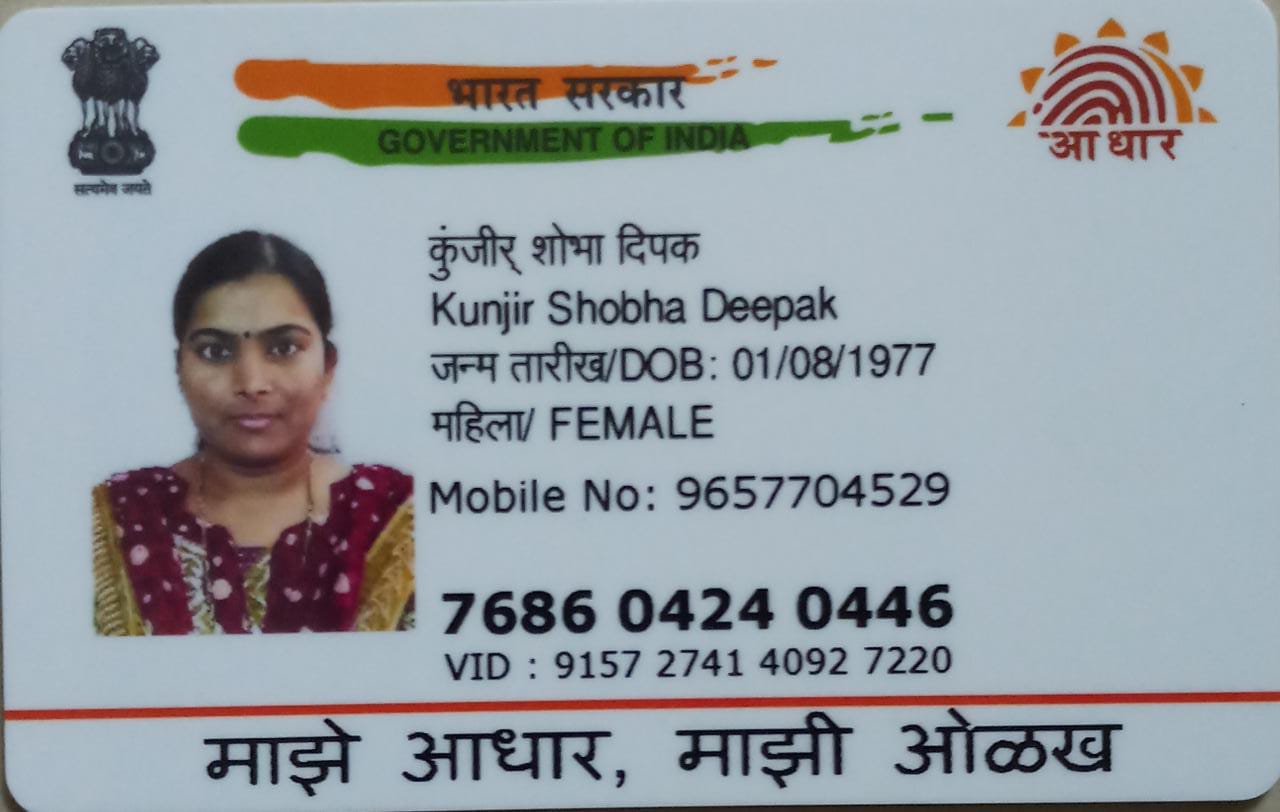 भारत सरकार
GOVERNMENT OF INDIA
आधार
सत्यमेव जयते
कुंजीर् शोभा दिपक
Kunjir Shobha Deepak
जन्म तारीख/DOB: 01/08/1977
महिला/ FEMALE
Mobile No: 9657704529
7686 0424 0446
VID : 9157 2741 4092 7220
माझे आधार, माझी ओळख